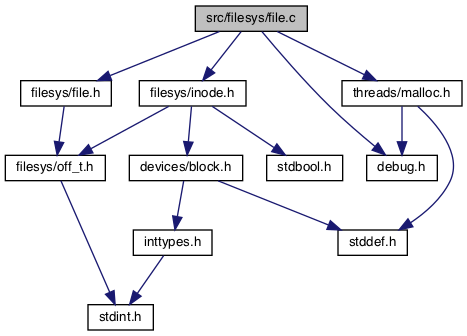 src/filesys/file.c
filesys/file.h
filesys/inode.h
threads/malloc.h
filesys/off_t.h
devices/block.h
stdbool.h
debug.h
inttypes.h
stddef.h
stdint.h